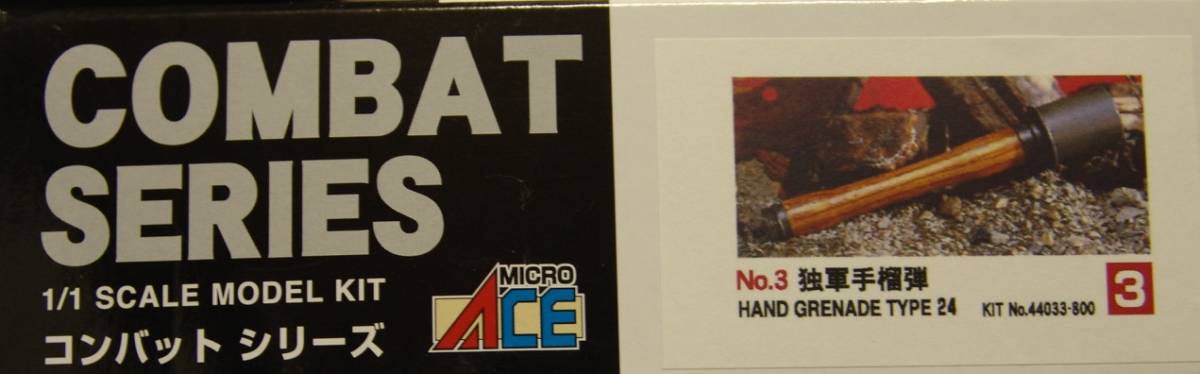 COMBAT
SERIES
1/1 SCALE MODEL KIT
コンバット シリーズ
MICRO
ACE
No.3 独軍手榴弾
HAND GRENADE TYPE 24 KIT No.44033-800
3